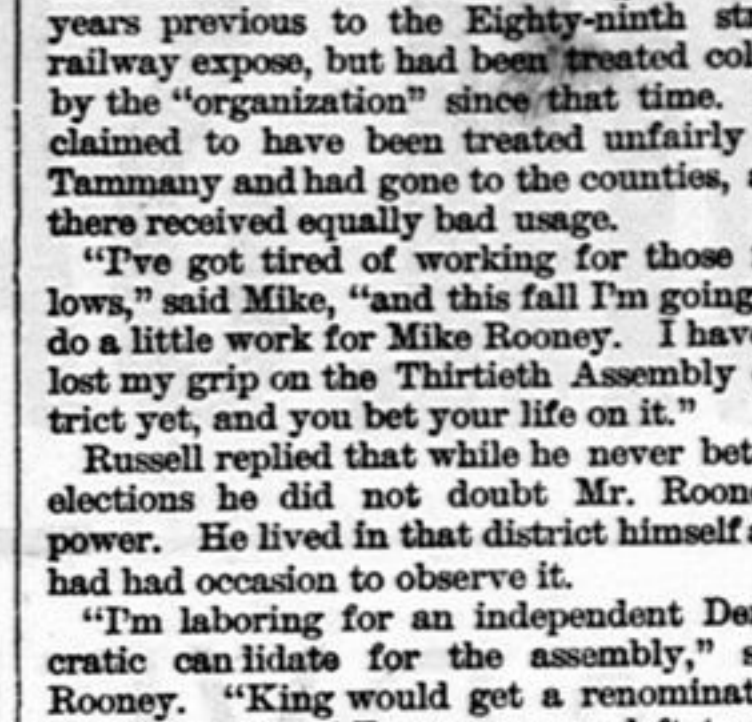 years previous to the Eighty-ninth st
railway expose, but had been treated co
by the “organization” since that time.
claimed to have been treated unfairly
Tammany and had gone to the counties,
there received equally bad usage.
“I’ve got tired of working for those
lows,” said Mike, “and this fall I’m going
do a little work for Mike Rooney. I hav
lost my grip on the Thirtieth Assembly
trict yet, and you bet your life on it.”
Russell replied that while he never bet
elections he did not doubt Mr. Roon
power. He lived in that district himself
had had occasion to observe it.
“I’m laboring for an independent De
cratic can lidate for the assembly,” s
Rooney. “King would get a renominat